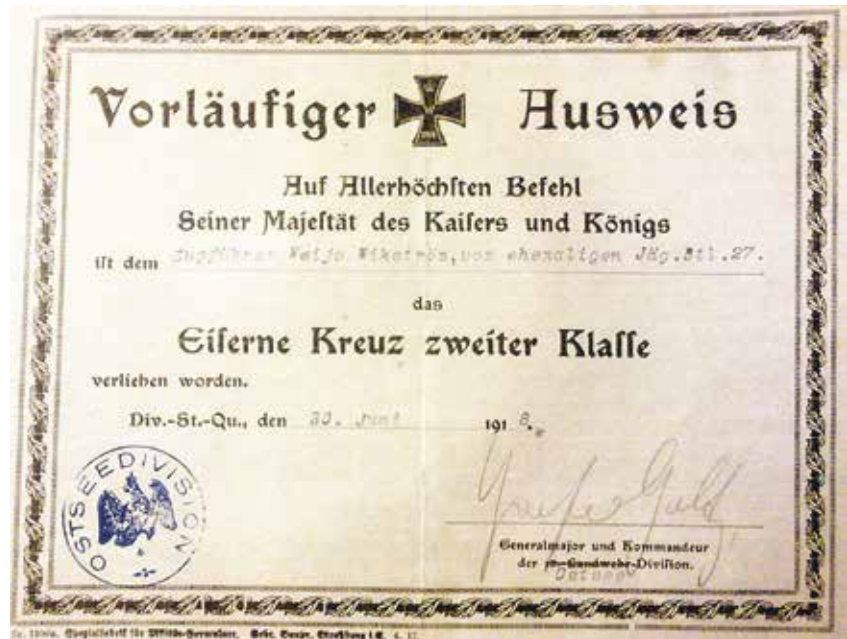 Vorläufiger Ausweis
Auf Allerhöchſten Befehl
Seiner Majeſtät des Kaiſers und Königs
iſt dem Zugführer Veijo Wikström, vom ehemaligen Jäg.Btl.27.
das
Eiſerne Kreuz zweiter Klaſſe
verliehen worden.
Div.-St.-Qu., den 30. Juni 1918.
OSTSEEDIVISION
Generalmajor und Kommandeur
der Landwehr-Diviſion.
Ostsee